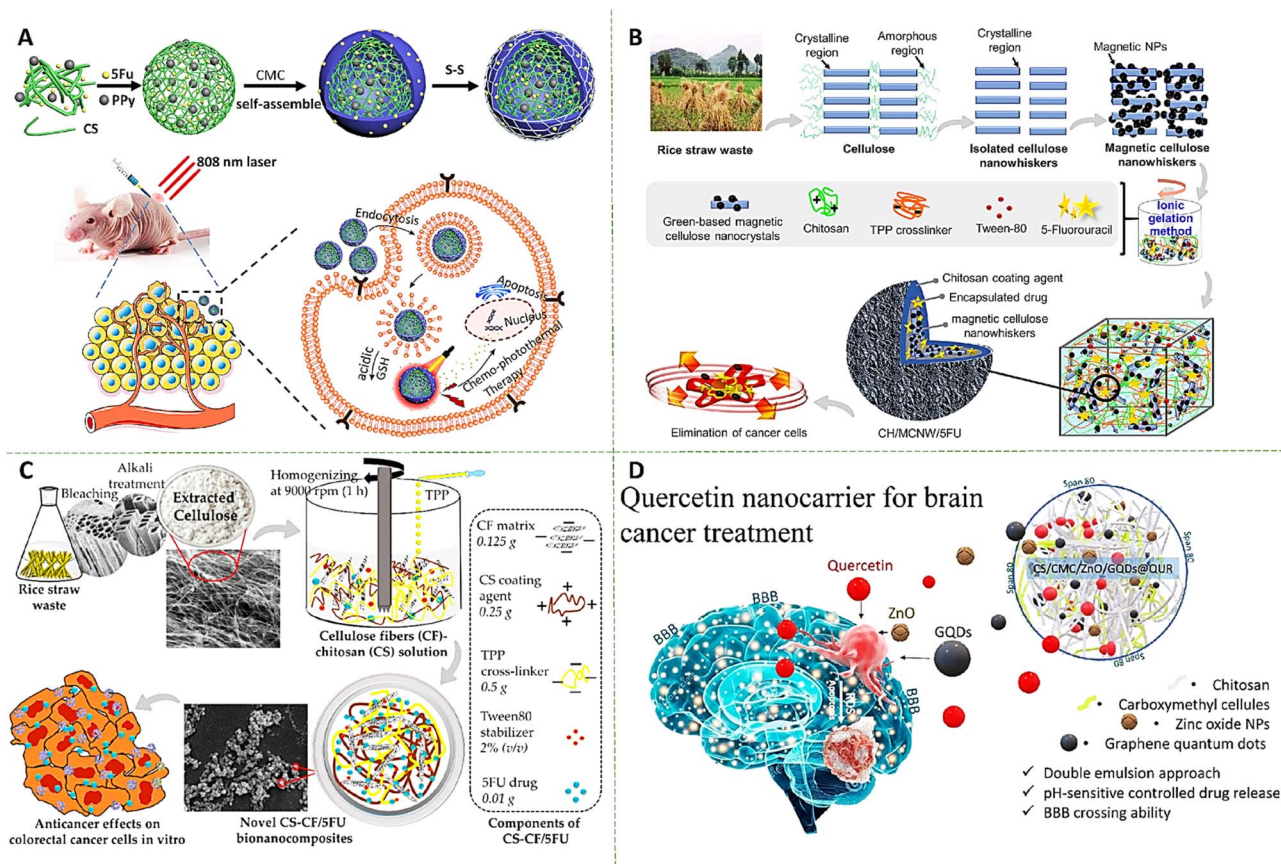 A
5Fu
PPy
CS
CMC
self-assemble
S-S
808 nm laser
Endocytosis
Apoptosis
Nucleus
acidic
GSH
Chemo-photothermal
Therapy
B
Crystalline
region
Amorphous
region
Crystalline
region
Magnetic NPs
Rice straw waste
Cellulose
Isolated cellulose
nanowhiskers
Magnetic cellulose
nanowhiskers
Green-based magnetic
cellulose nanocrystals
Chitosan
TPP crosslinker
Tween-80
5-Fluorouracil
Ionic
gelation
method
Chitosan coating agent
Encapsulated drug
magnetic cellulose
nanowhiskers
Elimination of cancer cells
CH/MCNW/5FU
C
Bleaching
Alkali
treatment
Extracted
Cellulose
Rice straw
waste
Homogenizing
at 9000 rpm (1 h)
TPP
Cellulose fibers (CF)-
chitosan (CS) solution
CF matrix
0.125 g
CS coating
agent
0.25 g
TPP
cross-linker
0.5 g
Tween80
stabilizer
2% (v/v)
5FU drug
0.01 g
Components of
CS-CF/5FU
Anticancer effects on
colorectal cancer cells in vitro
Novel CS-CF/5FU
bionanocomposites
D
Quercetin nanocarrier for brain
cancer treatment
Quercetin
ZnO
GQDs
BBB
BBB
BBB
Span 80
Span 80
Span 80
Span 80
CS/CMC/ZnO/GQDs@QUR
Chitosan
Carboxymethyl cellules
Zinc oxide NPs
Graphene quantum dots
✓ Double emulsion approach
✓ pH-sensitive controlled drug release
✓ BBB crossing ability